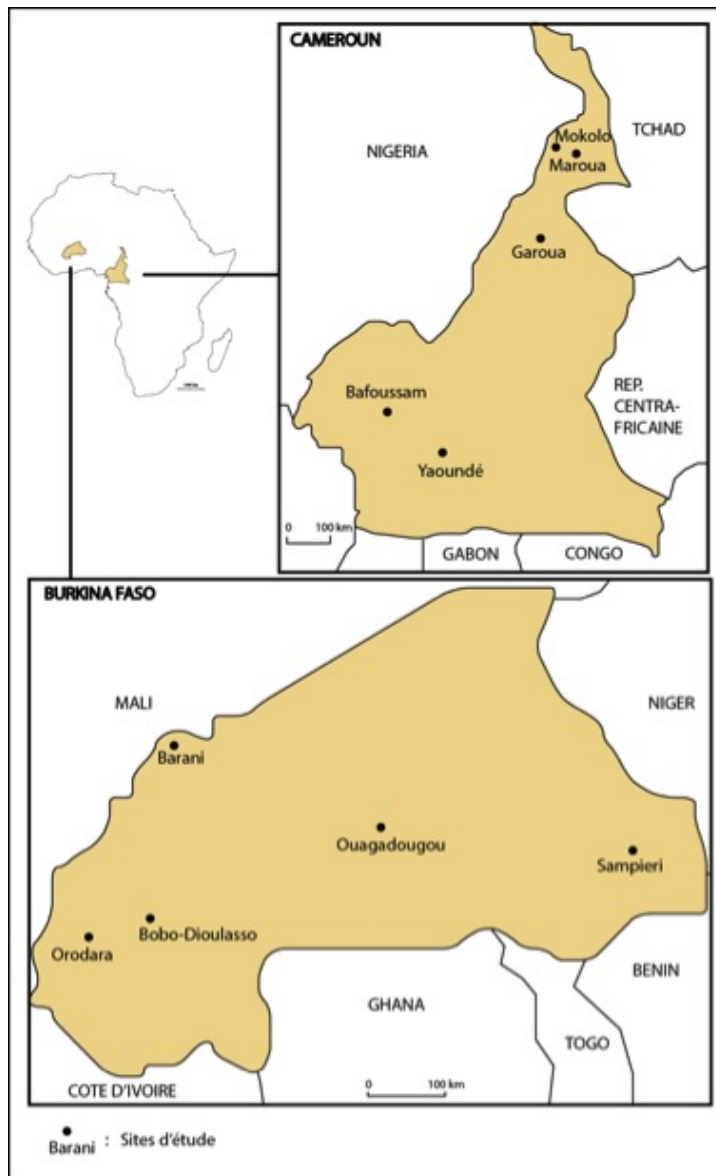 CAMEROUN
NIGERIA
TCHAD
Mokolo
Maroua
Garoua
REP.
CENTRA-
FRICAINE
Bafoussam
Yaoundé
0 100 km
GABON
CONGO
BURKINA FASO
MALI
NIGER
Barani
Ouagadougou
Sampieri
Bobo-Dioulasso
Orodara
BENIN
GHANA
TOGO
0 100 km
COTE D'IVOIRE
Barani : Sites d'étude